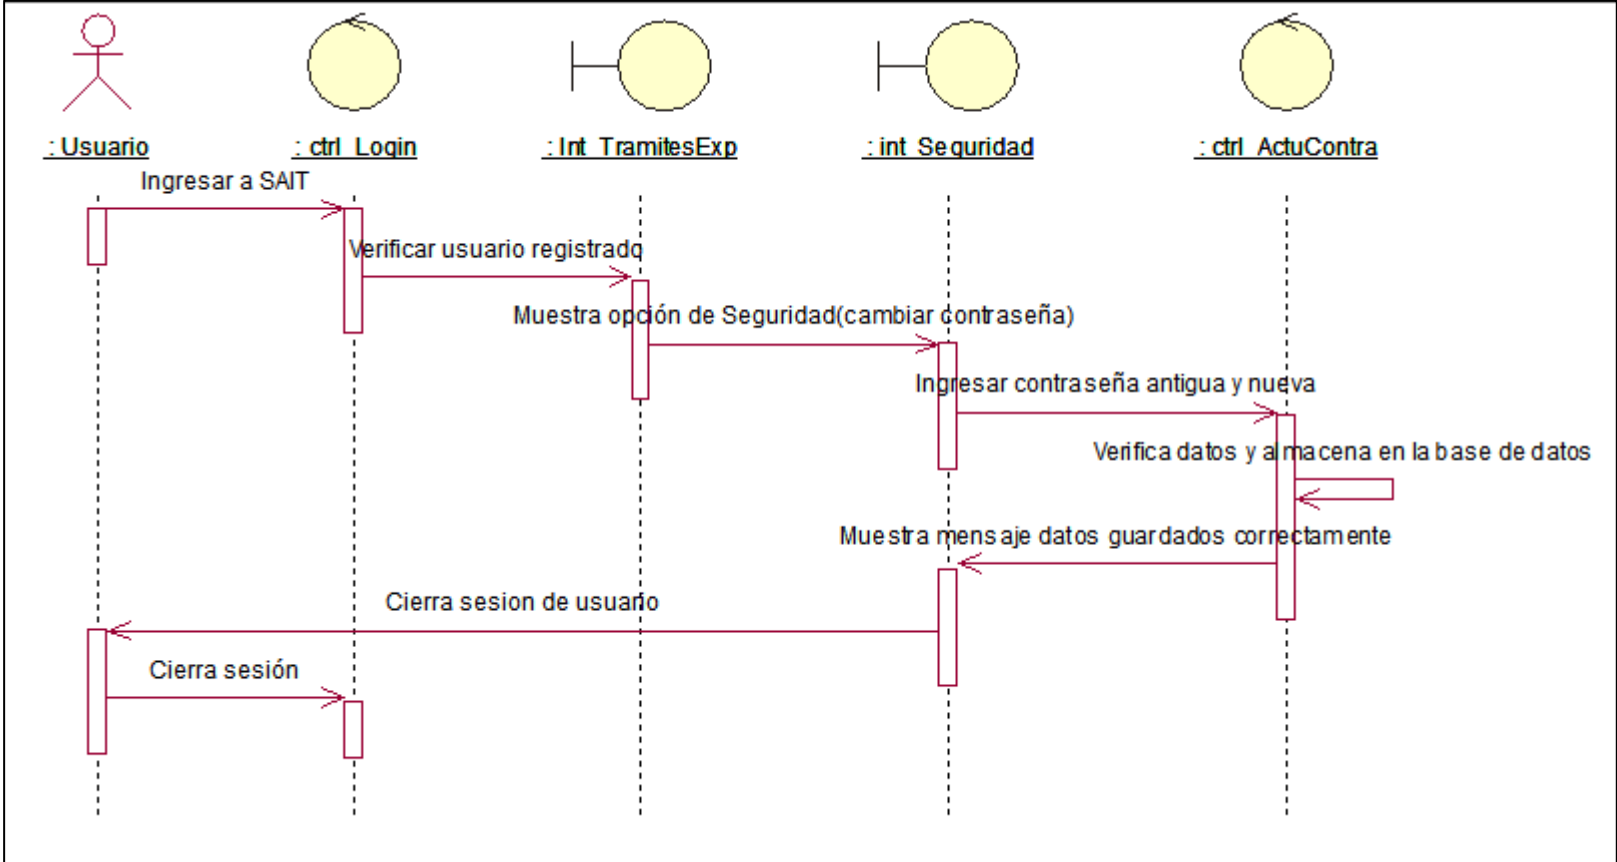 : Usuario
: ctrl_Login
: Int_TramitesExp
: int_Seguridad
: ctrl_ActuContra
Ingresar a SAIT
Verificar usuario registrado
Muestra opción de Seguridad(cambiar contraseña)
Ingresar contraseña antigua y nueva
Verifica datos y almacena en la base de datos
Muestra mensaje datos guardados correctamente
Cierra sesion de usuario
Cierra sesión